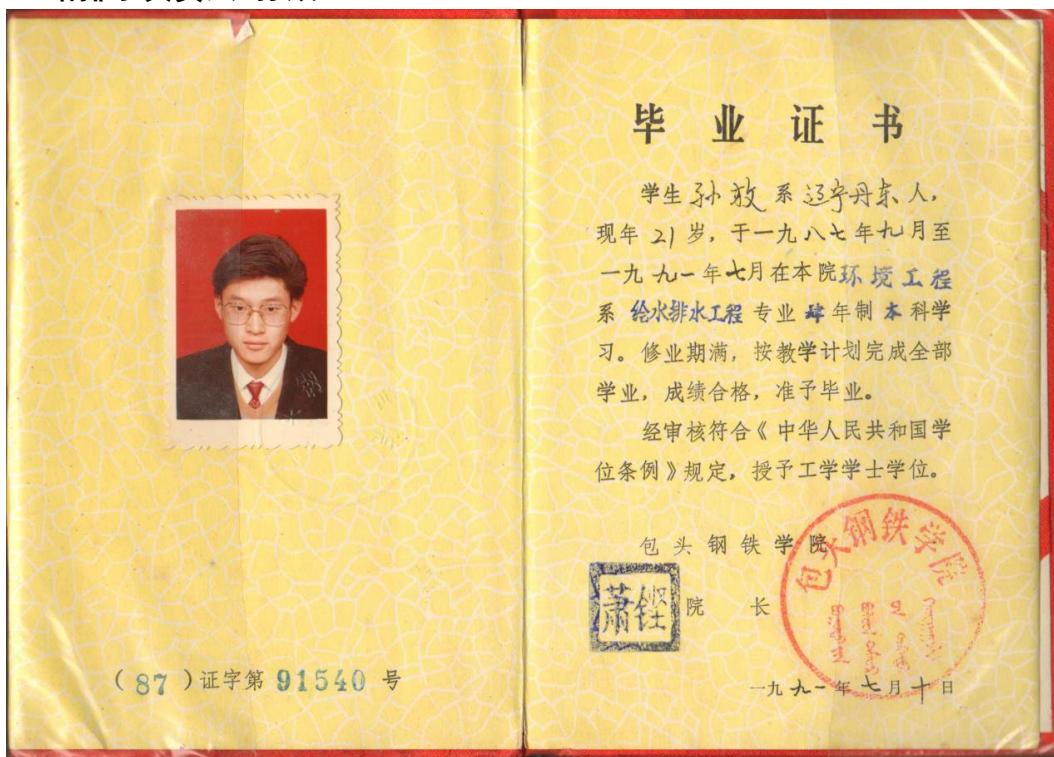 毕业证书
学生孙 系辽宁丹东人，
现年21岁，于一九八七年九月至
一九九一年七月在本院环境工程
系给水排水工程专业肆年制本科学
习。修业期满，按教学计划完成全部
学业，成绩合格，准予毕业。
经审核符合《中华人民共和国学
位条例》规定，授予工学学士学位。
包头钢铁学院
包头钢铁学院
萧铿
院 长
一九九一年七月十日
（87）证字第 91540 号